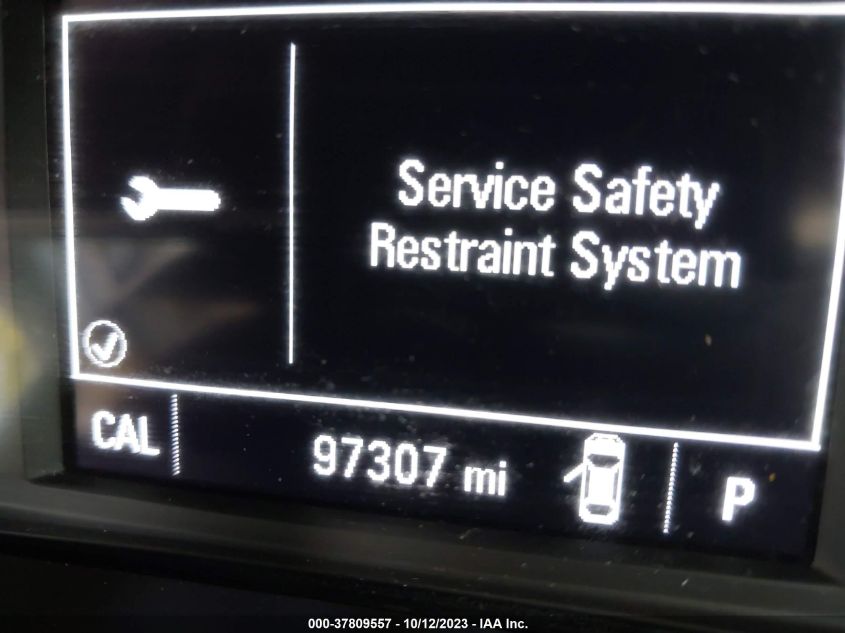 Service Safety
Restraint System
CAL 97307 mi P
000-37809557 - 10/12/2023 - IAA Inc.